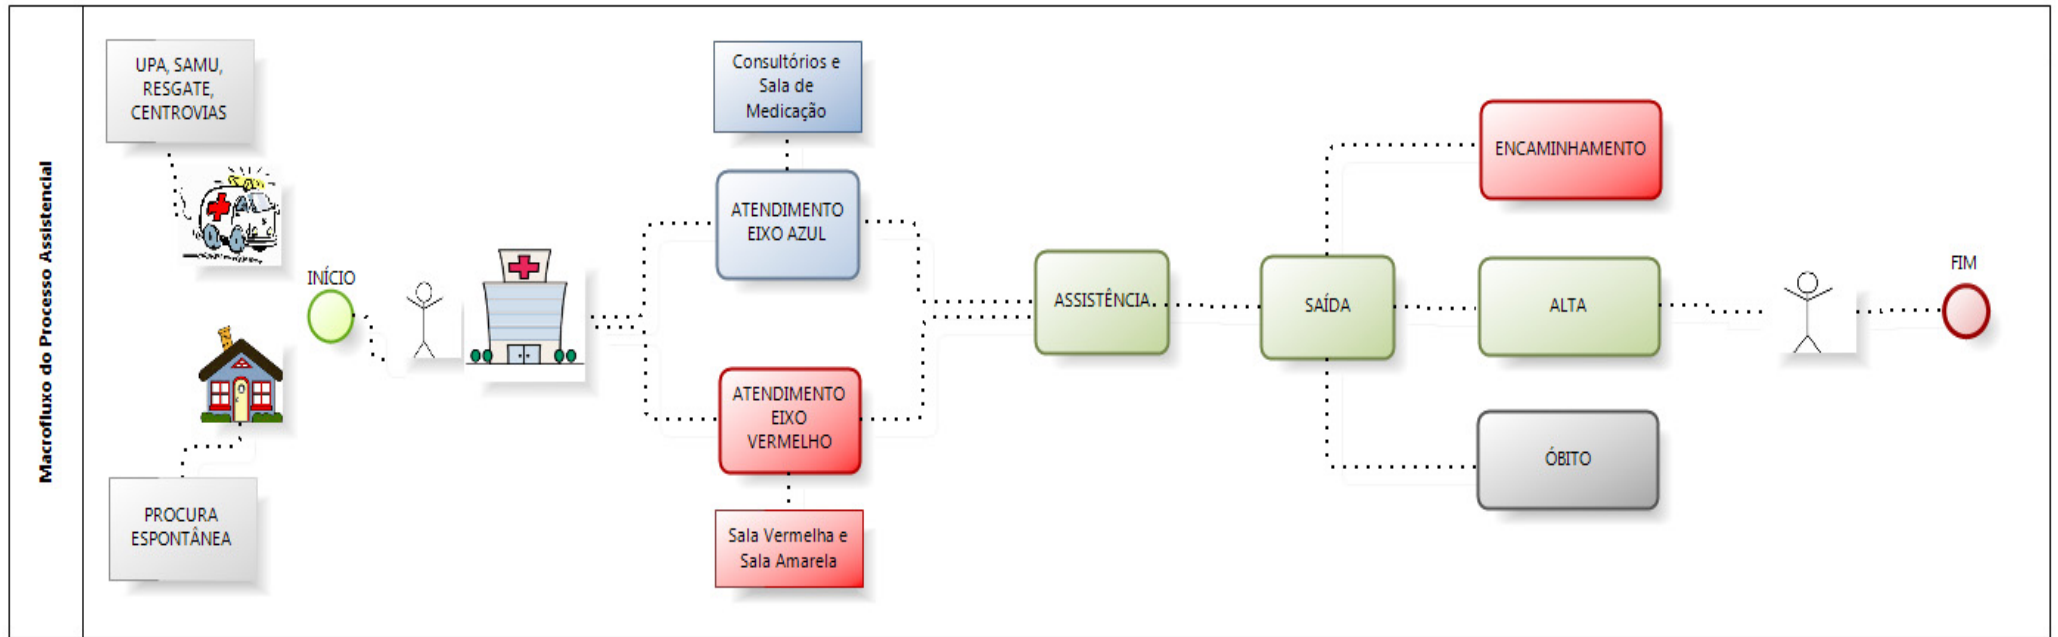 Macrofluxo do Processo Assistencial
UPA, SAMU,
RESGATE,
CENTROVIAS
PROCURA
ESPONTÂNEA
INÍCIO
Consultórios e
Sala de
Medicação
ATENDIMENTO
EIXO AZUL
ATENDIMENTO
EIXO
VERMELHO
Sala Vermelha e
Sala Amarela
ASSISTÊNCIA
SAÍDA
ENCAMINHAMENTO
ALTA
ÓBITO
FIM